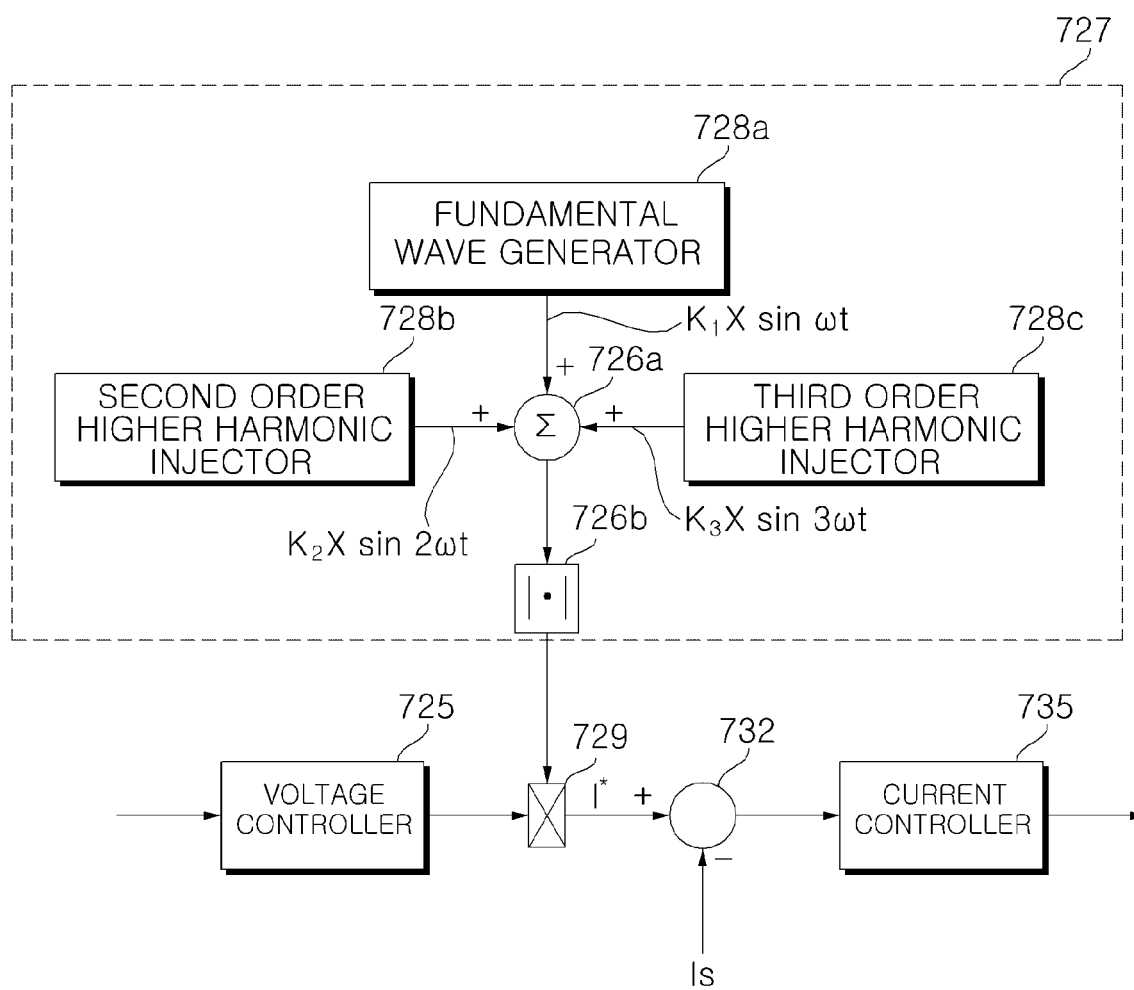 727
728a
FUNDAMENTAL
WAVE GENERATOR
728b
K₁X sin ωt
728c
726a
+
SECOND ORDER
HIGHER HARMONIC
INJECTOR
+
Σ
+
THIRD ORDER
HIGHER HARMONIC
INJECTOR
K₂X sin 2ωt
726b
K₃X sin 3ωt
|•|
725
729
732
735
VOLTAGE
CONTROLLER
I*
+
CURRENT
CONTROLLER
−
Is